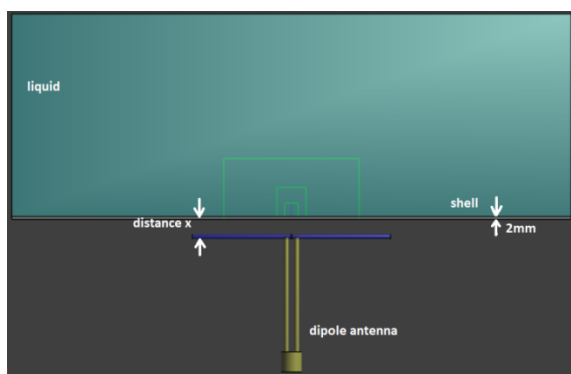 liquid
shell
distance x
2mm
dipole antenna